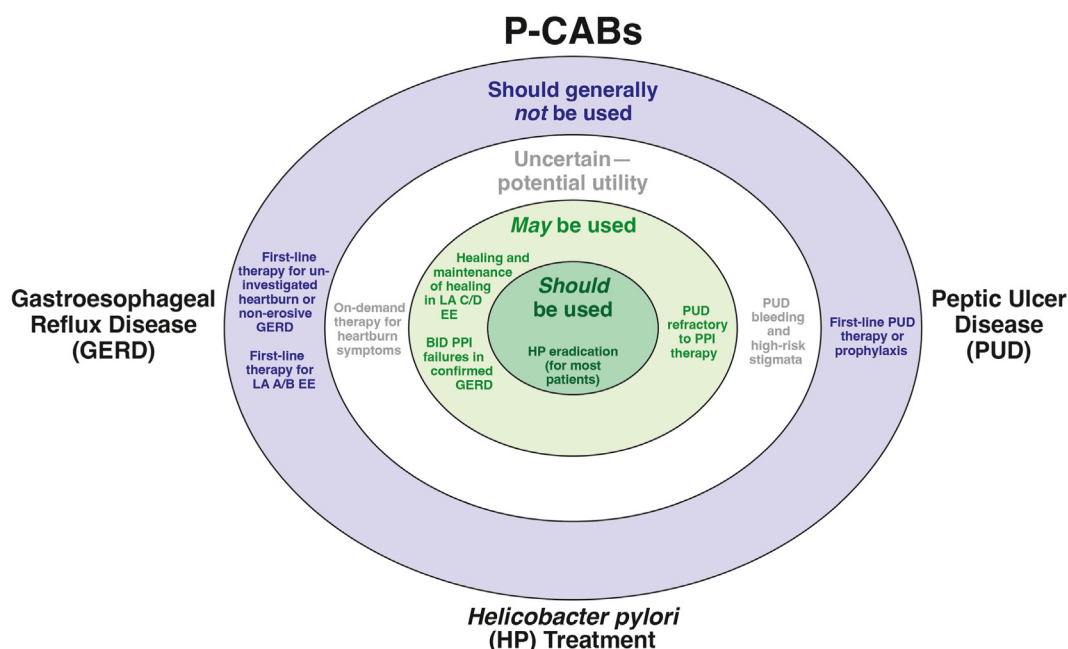 P-CABs
Should generally
not be used
Uncertain—
potential utility
May be used
Should
be used
HP eradication
(for most
patients)
Gastroesophageal
Reflux Disease
(GERD)
First-line
therapy for un-
investigated
heartburn or
non-erosive
GERD
First-line
therapy for
LA A/B EE
On-demand
therapy for
heartburn
symptoms
Healing and
maintenance
of healing
in LA C/D
EE
BID PPI
failures in
confirmed
GERD
PUD
refractory
to PPI
therapy
PUD
bleeding
and
high-risk
stigmata
First-line PUD
therapy or
prophylaxis
Peptic Ulcer
Disease
(PUD)
Helicobacter pylori
(HP) Treatment